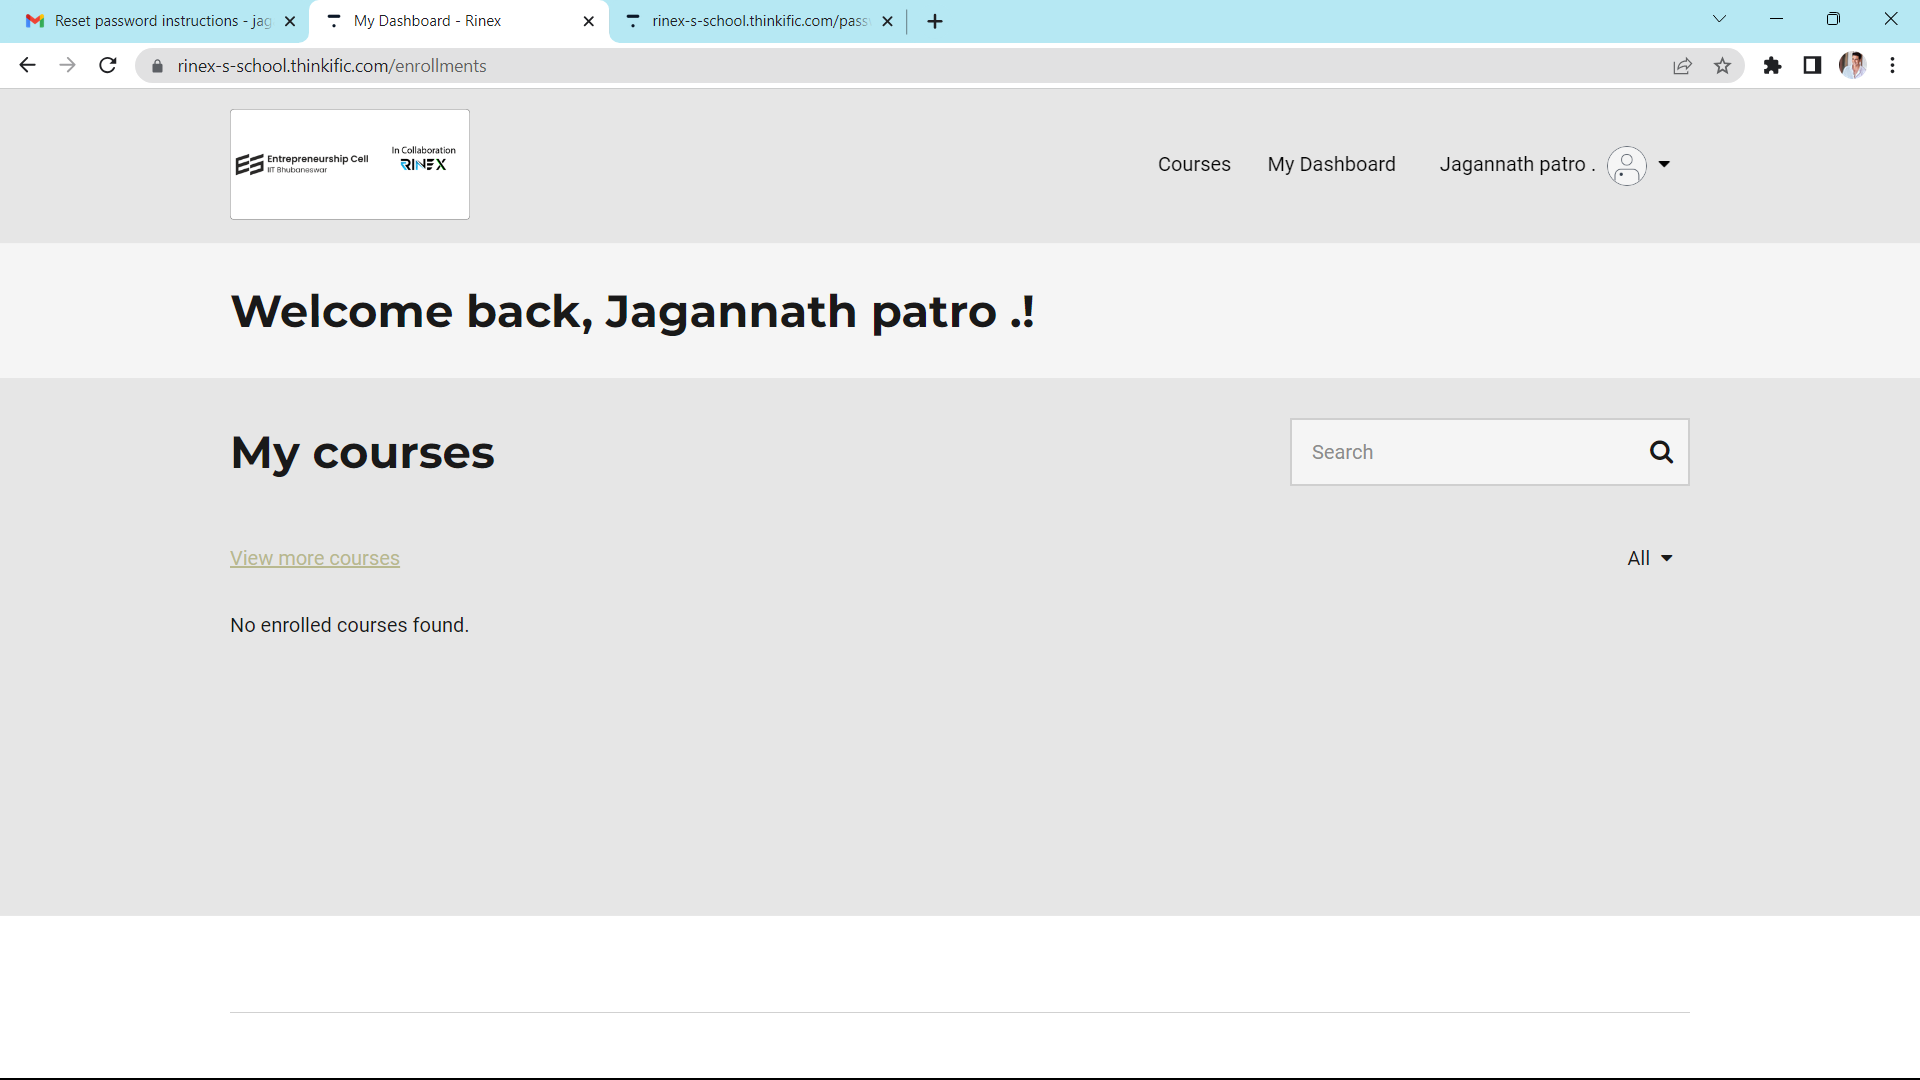 Reset password instructions - jag
My Dashboard - Rinex
rinex-s-school.thinkific.com/pass
rinex-s-school.thinkific.com/enrollments
Entrepreneurship Cell
IIT Bhubaneswar
In Collaboration
RINEX
Courses
My Dashboard
Jagannath patro .
Welcome back, Jagannath patro .!
My courses
Search
View more courses
All
No enrolled courses found.